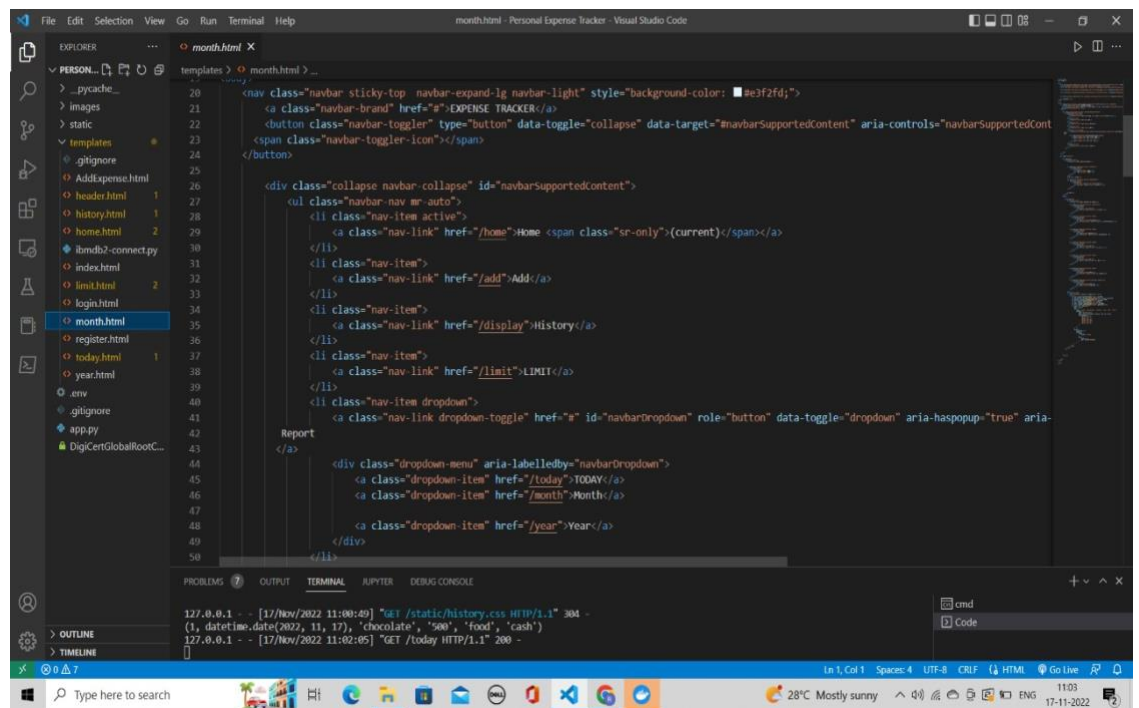 File Edit Selection View Go Run Terminal Help
month.html - Personal Expense Tracker - Visual Studio Code
EXPLORER ···
month.html X
PERSON...
templates > month.html > ...
> __pycache__
> images
> static
templates
.gitignore
AddExpense.html
header.html 1
history.html 1
home.html 2
ibmdb2-connect.py
index.html
limit.html 2
login.html
month.html
register.html
today.html 1
year.html
.env
.gitignore
app.py
DigiCertGlobalRootC...
> OUTLINE
> TIMELINE
20 <nav class="navbar sticky-top navbar-expand-lg navbar-light" style="background-color: #e3f2fd;">
21 <a class="navbar-brand" href="#">EXPENSE TRACKER</a>
22 <button class="navbar-toggler" type="button" data-toggle="collapse" data-target="#navbarSupportedContent" aria-controls="navbarSupportedCont
23 <span class="navbar-toggler-icon"></span>
24 </button>
25
26 <div class="collapse navbar-collapse" id="navbarSupportedContent">
27 <ul class="navbar-nav mr-auto">
28 <li class="nav-item active">
29 <a class="nav-link" href="/home">Home <span class="sr-only">(current)</span></a>
30 </li>
31 <li class="nav-item">
32 <a class="nav-link" href="/add">Add</a>
33 </li>
34 <li class="nav-item">
35 <a class="nav-link" href="/display">History</a>
36 </li>
37 <li class="nav-item">
38 <a class="nav-link" href="/limit">LIMIT</a>
39 </li>
40 <li class="nav-item dropdown">
41 <a class="nav-link dropdown-toggle" href="#" id="navbarDropdown" role="button" data-toggle="dropdown" aria-haspopup="true" aria-
42 Report
43 </a>
44 <div class="dropdown-menu" aria-labelledby="navbarDropdown">
45 <a class="dropdown-item" href="/today">TODAY</a>
46 <a class="dropdown-item" href="/month">Month</a>
47
48 <a class="dropdown-item" href="/year">Year</a>
49 </div>
50 </li>
PROBLEMS 7 OUTPUT TERMINAL JUPYTER DEBUG CONSOLE
127.0.0.1 - - [17/Nov/2022 11:00:49] "GET /static/history.css HTTP/1.1" 304 -
(1, datetime.date(2022, 11, 17), 'chocolate', '500', 'food', 'cash')
127.0.0.1 - - [17/Nov/2022 11:02:05] "GET /today HTTP/1.1" 200 -
cmd
Code
0 7
Ln 1, Col 1 Spaces: 4 UTF-8 CRLF HTML Go Live
Type here to search
28°C Mostly sunny
ENG
11:03
17-11-2022
2